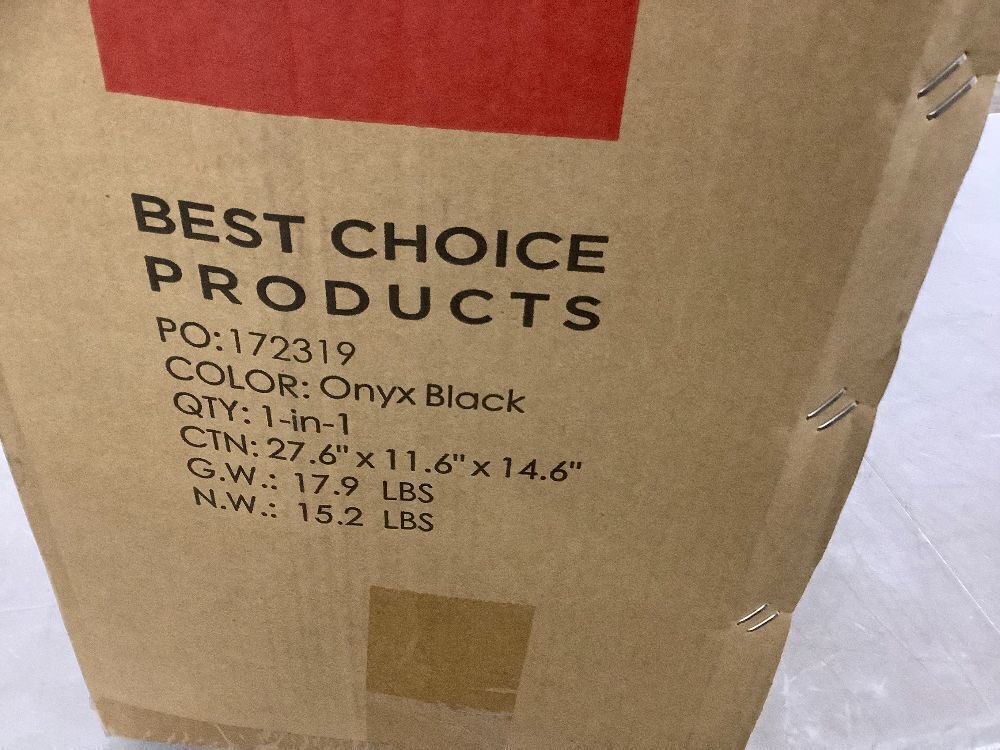 BEST CHOICE
PRODUCTS
PO:172319
COLOR: Onyx Black
QTY: 1-in-1
CTN: 27.6" x 11.6" x 14.6"
G.W.: 17.9 LBS
N.W.: 15.2 LBS